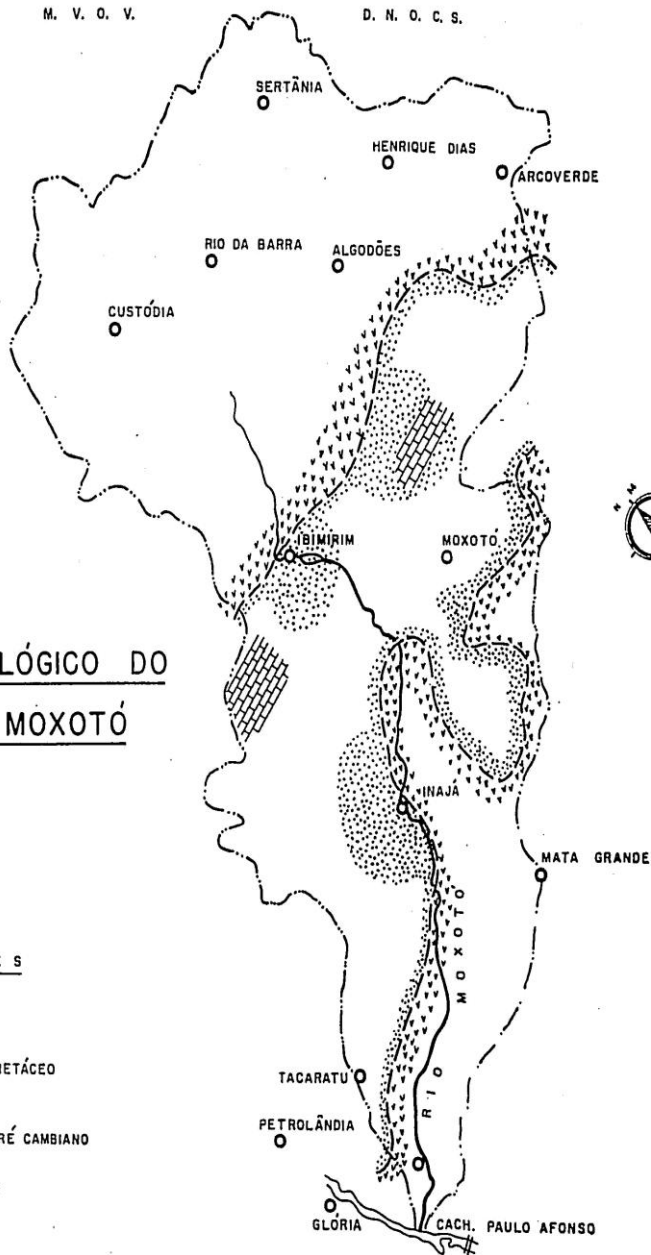 M. V. O. V.
D. N. O. C. S.
SERTÂNIA
HENRIQUE DIAS
ARCOVERDE
RIO DA BARRA
ALGODÕES
CUSTÓDIA
N M
IBIMIRIM
MOXOTÓ
LÓGICO DO
MOXOTÓ
INAJÁ
MATA GRANDE
E S
RETÁCEO
TACARATU
RIO MOXOTÓ
RÉ CAMBIANO
PETROLÂNDIA
GLÓRIA
CACH. PAULO AFONSO